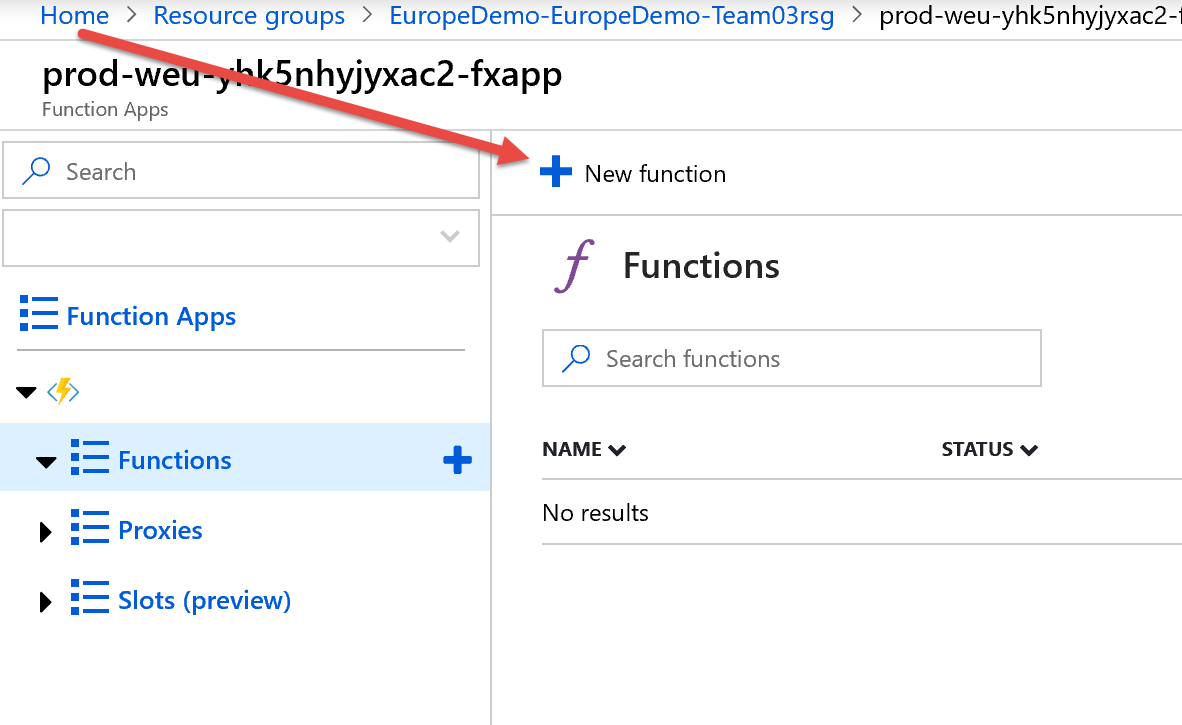 Home > Resource groups > EuropeDemo-EuropeDemo-Team03rsg > prod-weu-yhk5nhyjyxac2-f
prod-weu-yhk5nhyjyxac2-fxapp
Function Apps
Search
New function
Functions
Function Apps
Search functions
NAME STATUS
Functions
No results
Proxies
Slots (preview)